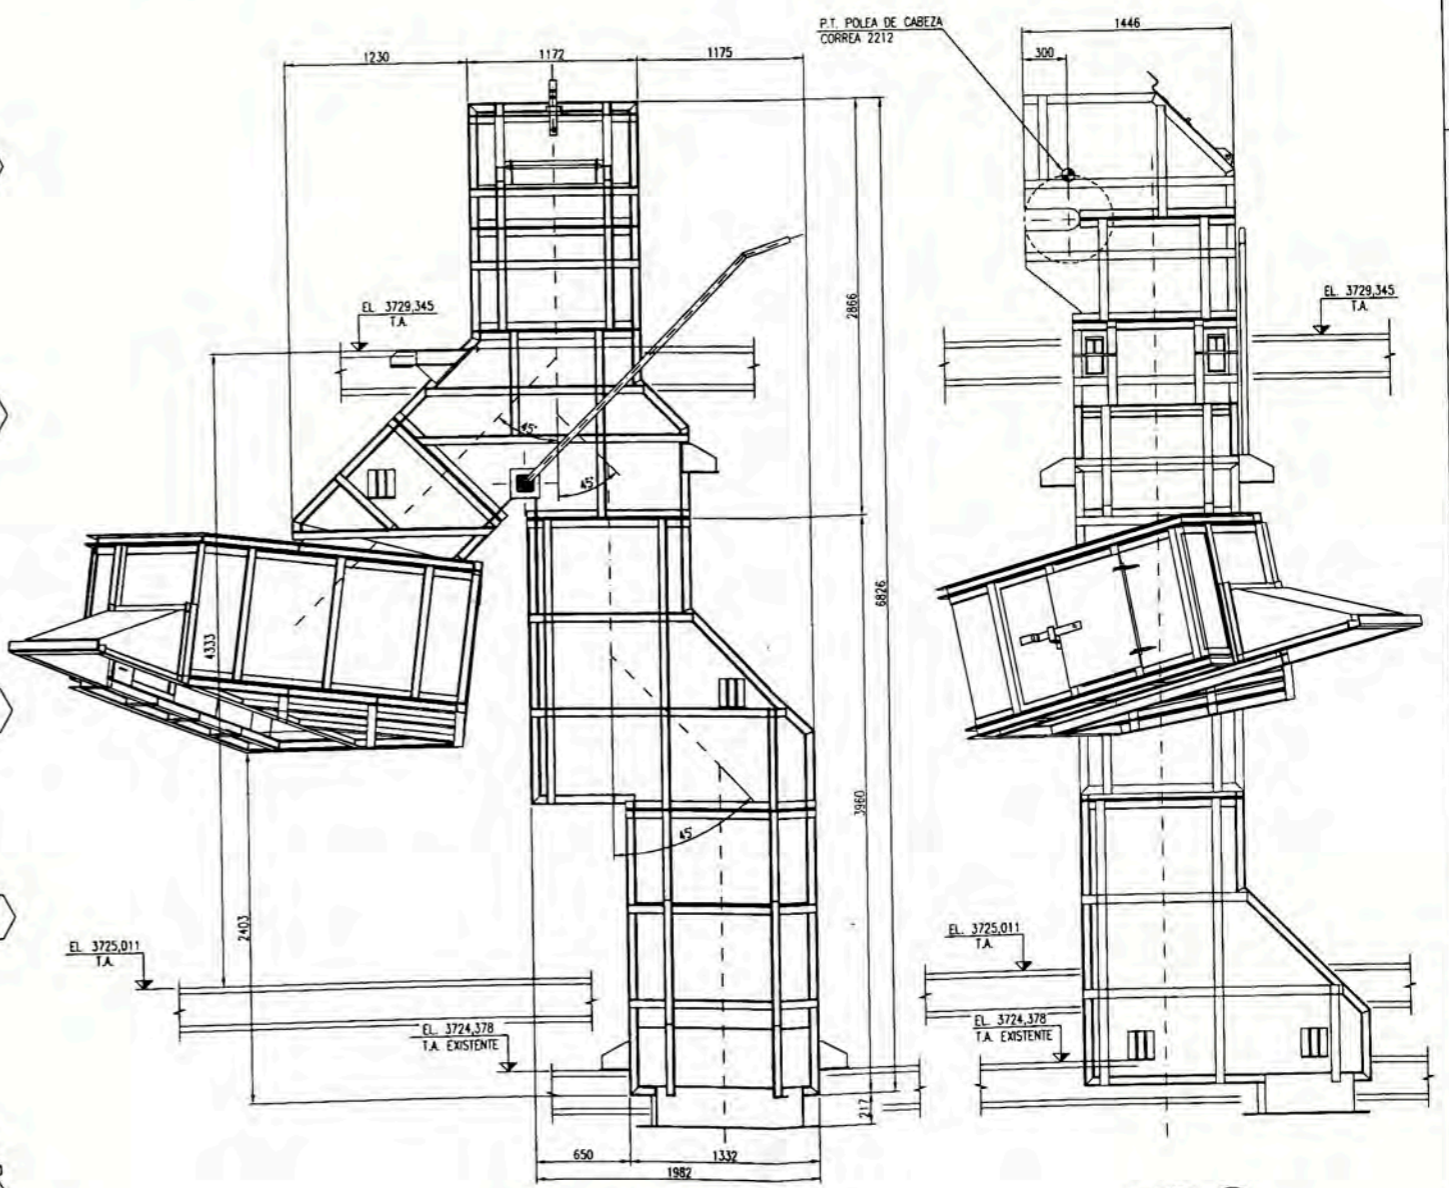 P.T. POLEA DE CABEZA
CORREA 2212
1446
300
1230
1172
1175
EL. 3729,345
T.A.
EL. 3729,345
T.A.
2866
45°
45°
6826
4333
3960
45°
2403
EL. 3725,011
T.A.
EL. 3725,011
T.A.
EL. 3724,378
T.A. EXISTENTE
EL. 3724,378
T.A. EXISTENTE
217
650
1332
1982